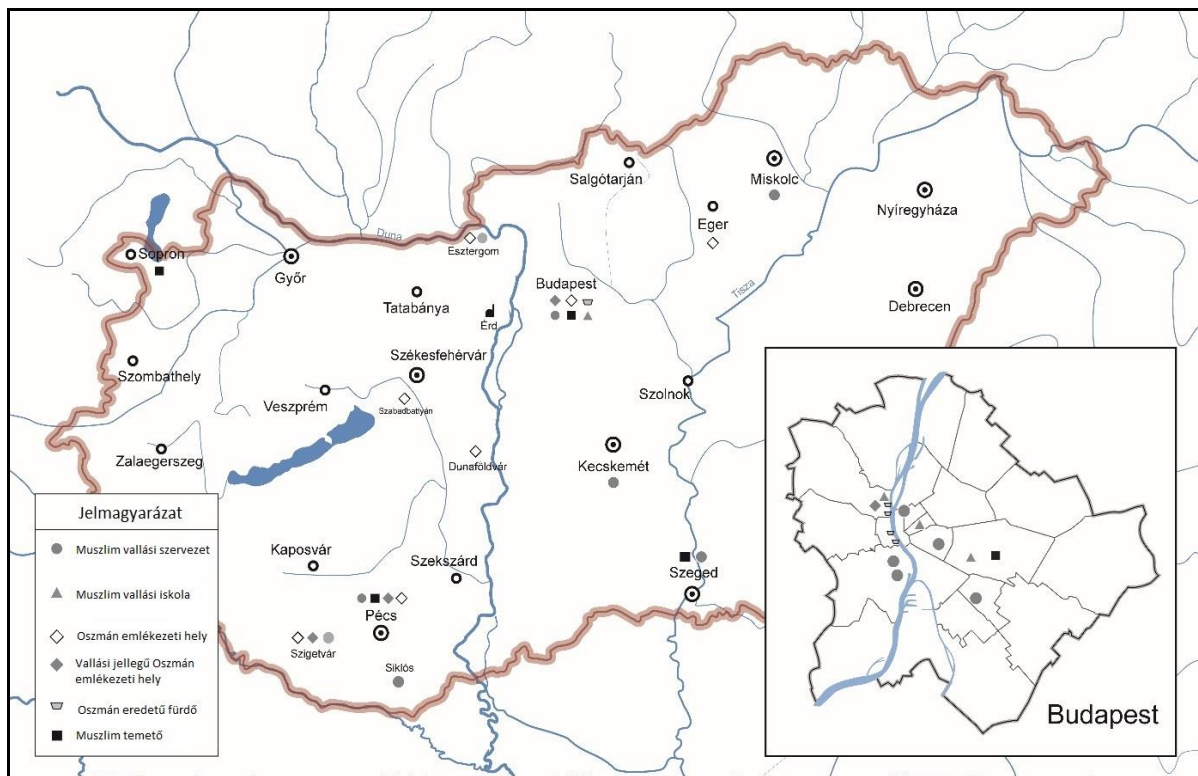 Salgótarján
Miskolc
Nyíregyháza
Eger
Duna
Esztergom
Sopron
Győr
Budapest
Tisza
Tatabánya
Érd
Debrecen
Székesfehérvár
Szombathely
Veszprém
Szabadbattyán
Szolnok
Zalaegerszeg
Dunaföldvár
Kecskemét
Jelmagyarázat
Muszlim vallási szervezet
Muszlim vallási iskola
Oszmán emlékezeti hely
Vallási jellegű Oszmán
emlékezeti hely
Oszmán eredetű fürdő
Muszlim temető
Kaposvár
Szekszárd
Szeged
Pécs
Szigetvár
Siklós
Budapest